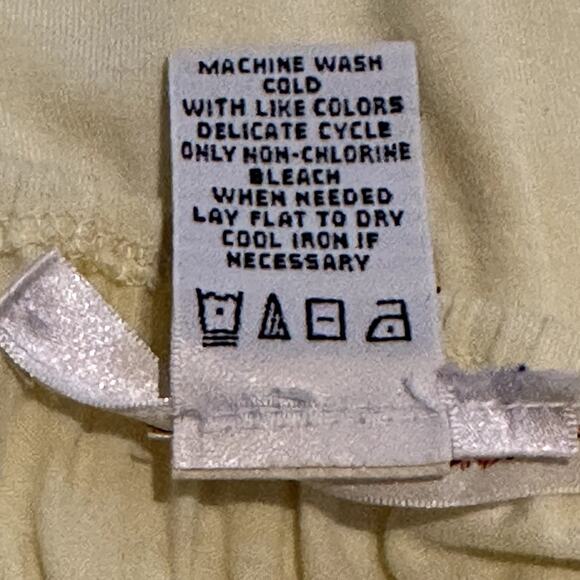 MACHINE WASH
COLD
WITH LIKE COLORS
DELICATE CYCLE
ONLY NON-CHLORINE
BLEACH
WHEN NEEDED
LAY FLAT TO DRY
COOL IRON IF
NECESSARY